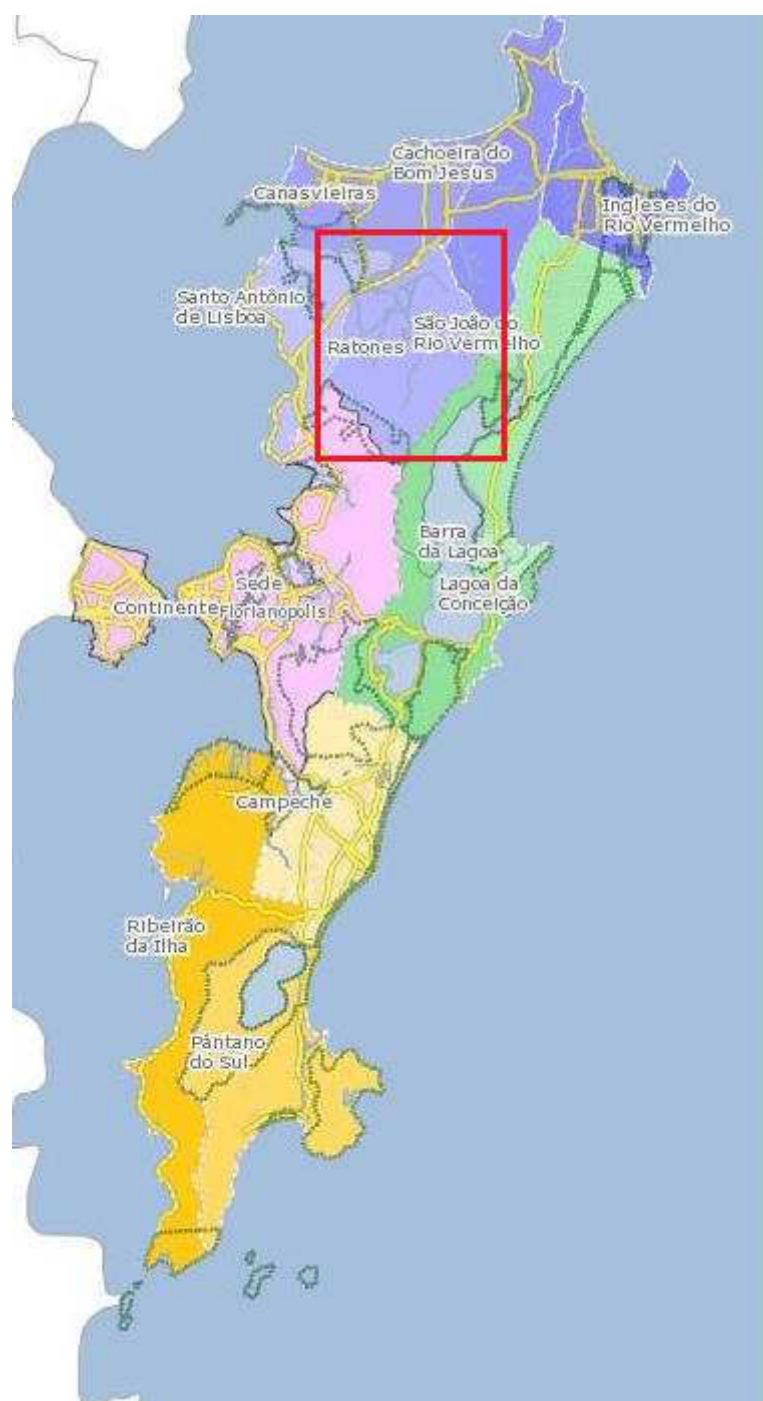 Cachoeira do
Bom Jesus
Canasvieiras
Ingleses do
Rio Vermelho
Santo Antônio
de Lisboa
São João do
Rio Vermelho
Ratones
Barra
da Lagoa
Lagoa da
Conceição
Sede
Florianópolis
Continente
Campeche
Ribeirão
da Ilha
Pântano
do Sul